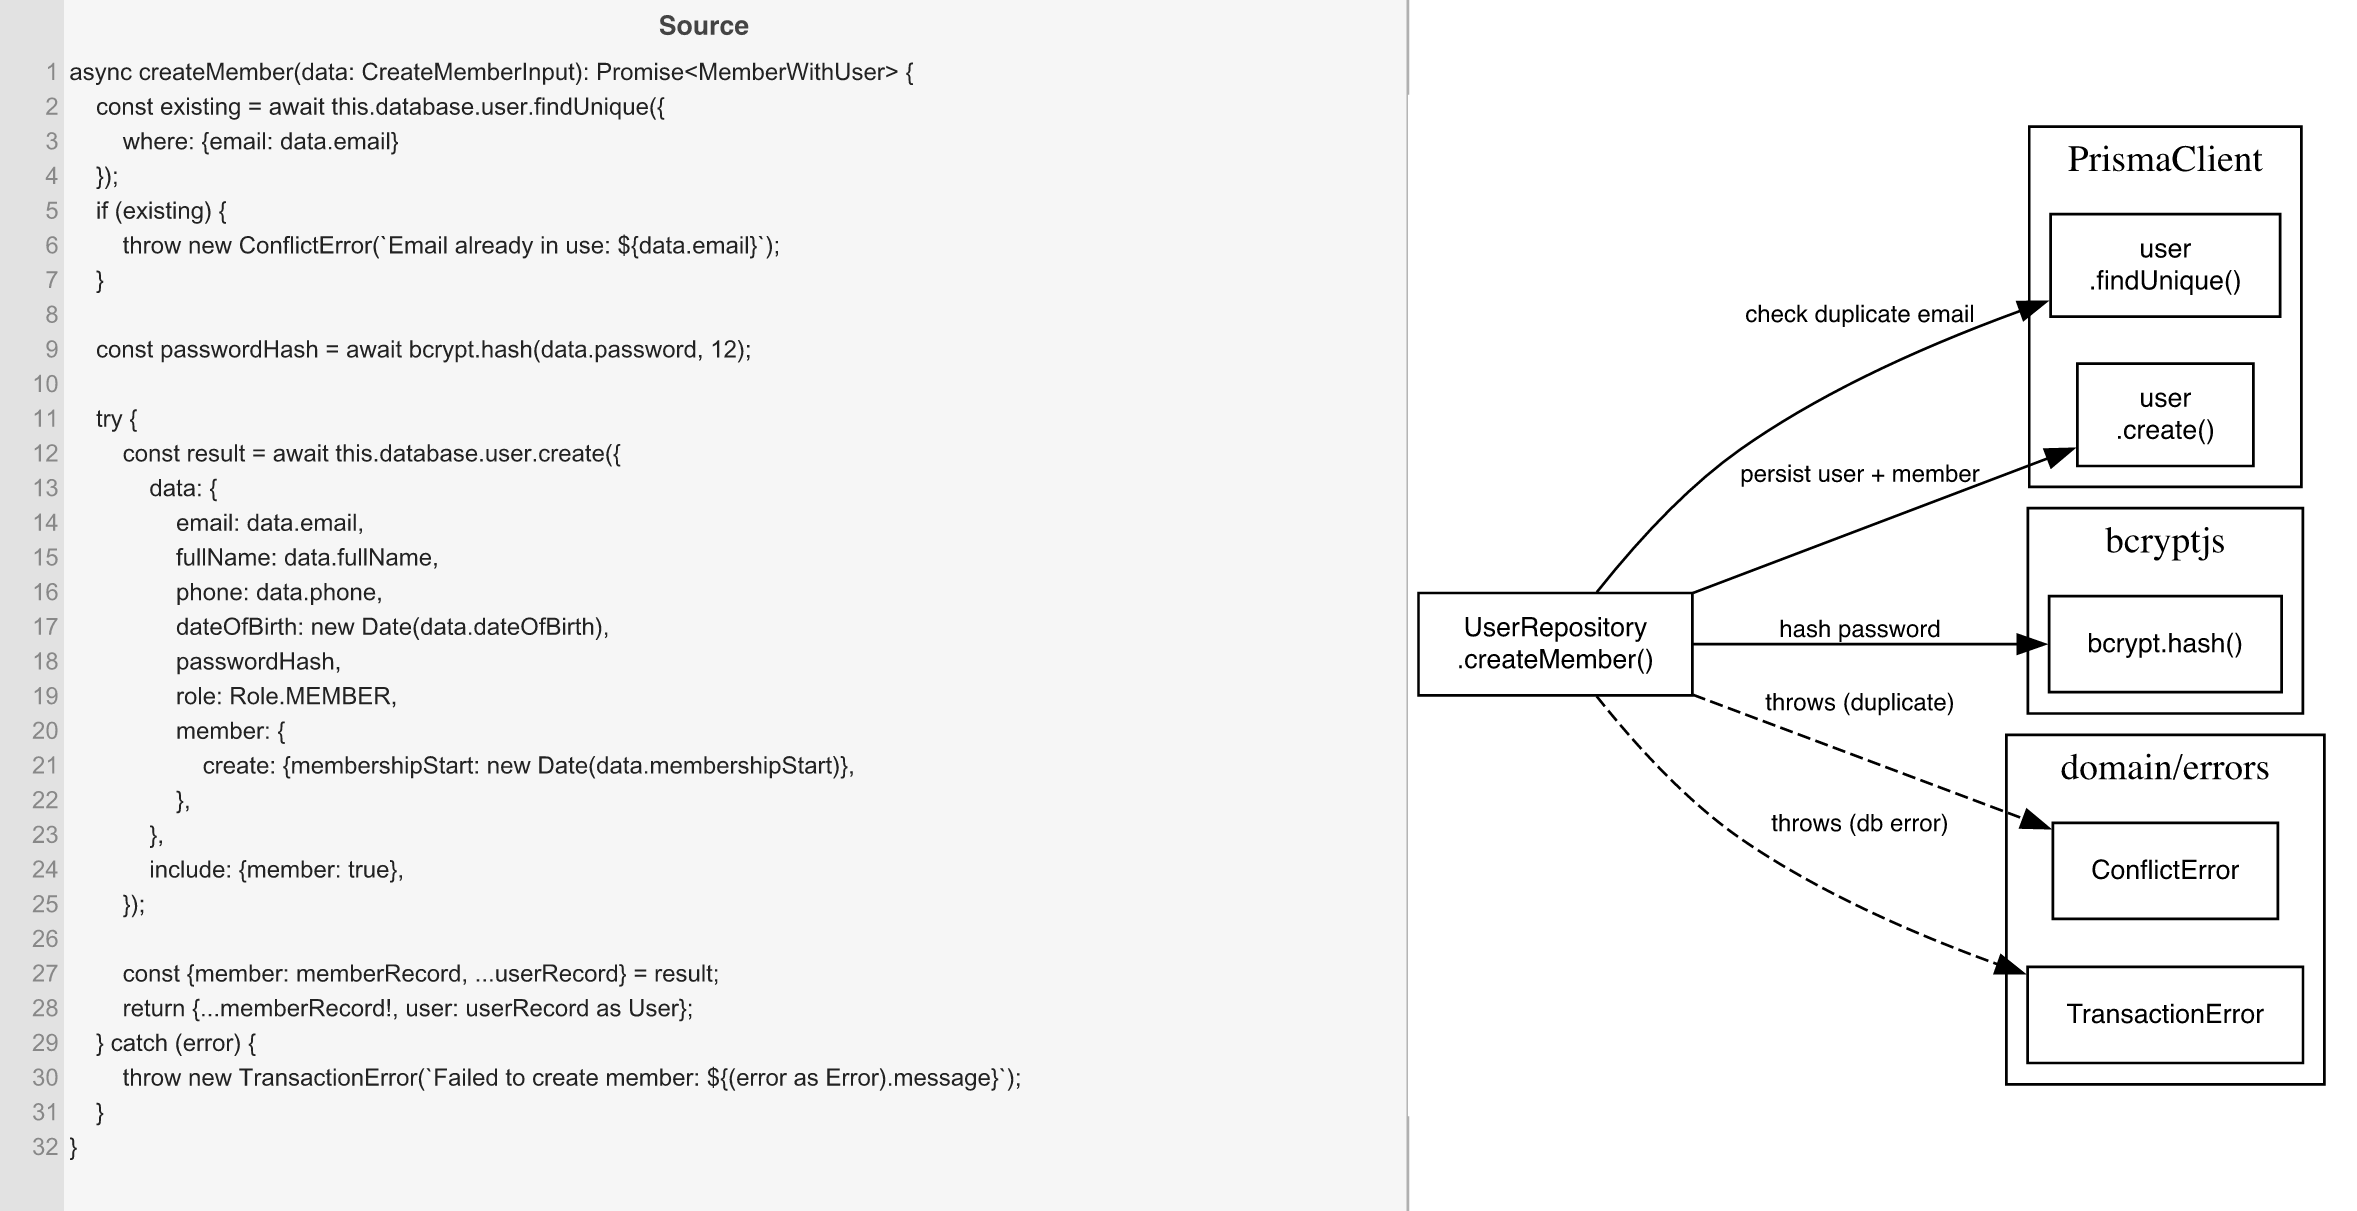 Source
1 async createMember(data: CreateMemberInput): Promise<MemberWithUser> {
2 const existing = await this.database.user.findUnique({
3 where: {email: data.email}
4 });
5 if (existing) {
6 throw new ConflictError(`Email already in use: ${data.email}`);
7 }
8
9 const passwordHash = await bcrypt.hash(data.password, 12);
10
11 try {
12 const result = await this.database.user.create({
13 data: {
14 email: data.email,
15 fullName: data.fullName,
16 phone: data.phone,
17 dateOfBirth: new Date(data.dateOfBirth),
18 passwordHash,
19 role: Role.MEMBER,
20 member: {
21 create: {membershipStart: new Date(data.membershipStart)},
22 },
23 },
24 include: {member: true},
25 });
26
27 const {member: memberRecord, ...userRecord} = result;
28 return {...memberRecord!, user: userRecord as User};
29 } catch (error) {
30 throw new TransactionError(`Failed to create member: ${(error as Error).message}`);
31 }
32 }
UserRepository
.createMember()
check duplicate email
persist user + member
hash password
throws (duplicate)
throws (db error)
PrismaClient
user
.findUnique()
user
.create()
bcryptjs
bcrypt.hash()
domain/errors
ConflictError
TransactionError